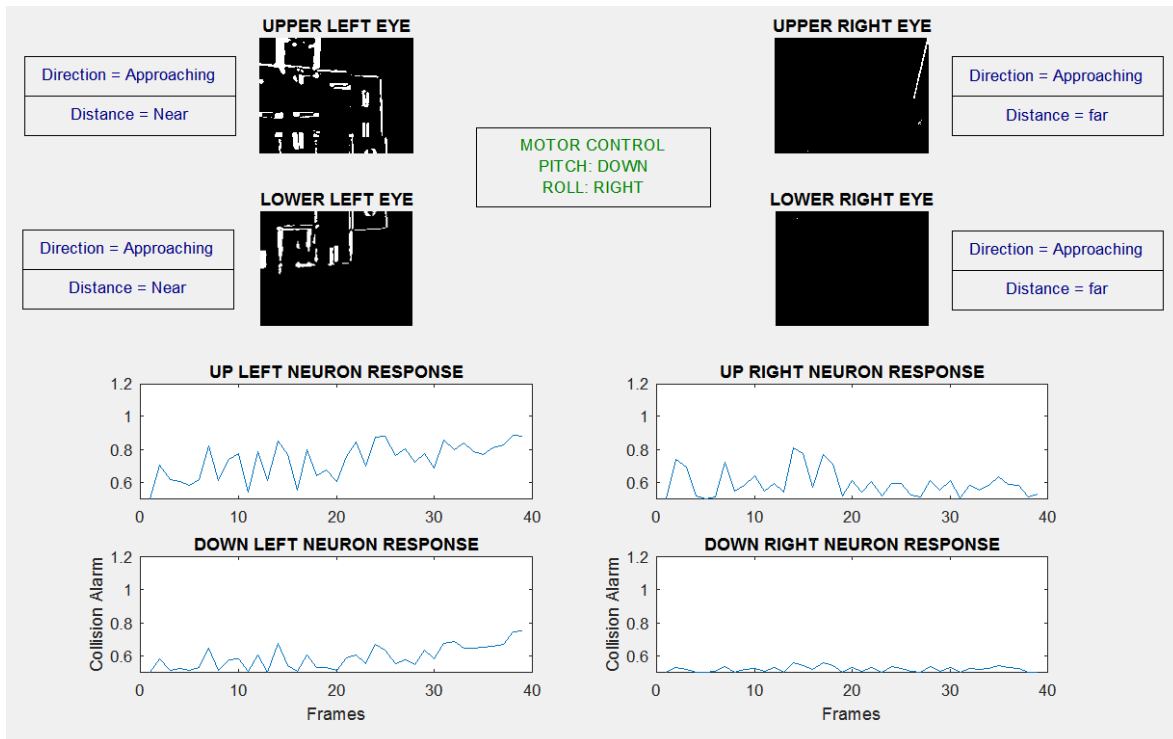 UPPER LEFT EYE
UPPER RIGHT EYE
Direction = Approaching
Distance = Near
Direction = Approaching
Distance = far
MOTOR CONTROL
PITCH: DOWN
ROLL: RIGHT
LOWER LEFT EYE
LOWER RIGHT EYE
Direction = Approaching
Distance = Near
Direction = Approaching
Distance = far
UP LEFT NEURON RESPONSE
1.2
1
0.8
0.6
0 10 20 30 40
UP RIGHT NEURON RESPONSE
1.2
1
0.8
0.6
0 10 20 30 40
DOWN LEFT NEURON RESPONSE
Collision Alarm
1.2
1
0.8
0.6
0 10 20 30 40
Frames
DOWN RIGHT NEURON RESPONSE
Collision Alarm
1.2
1
0.8
0.6
0 10 20 30 40
Frames